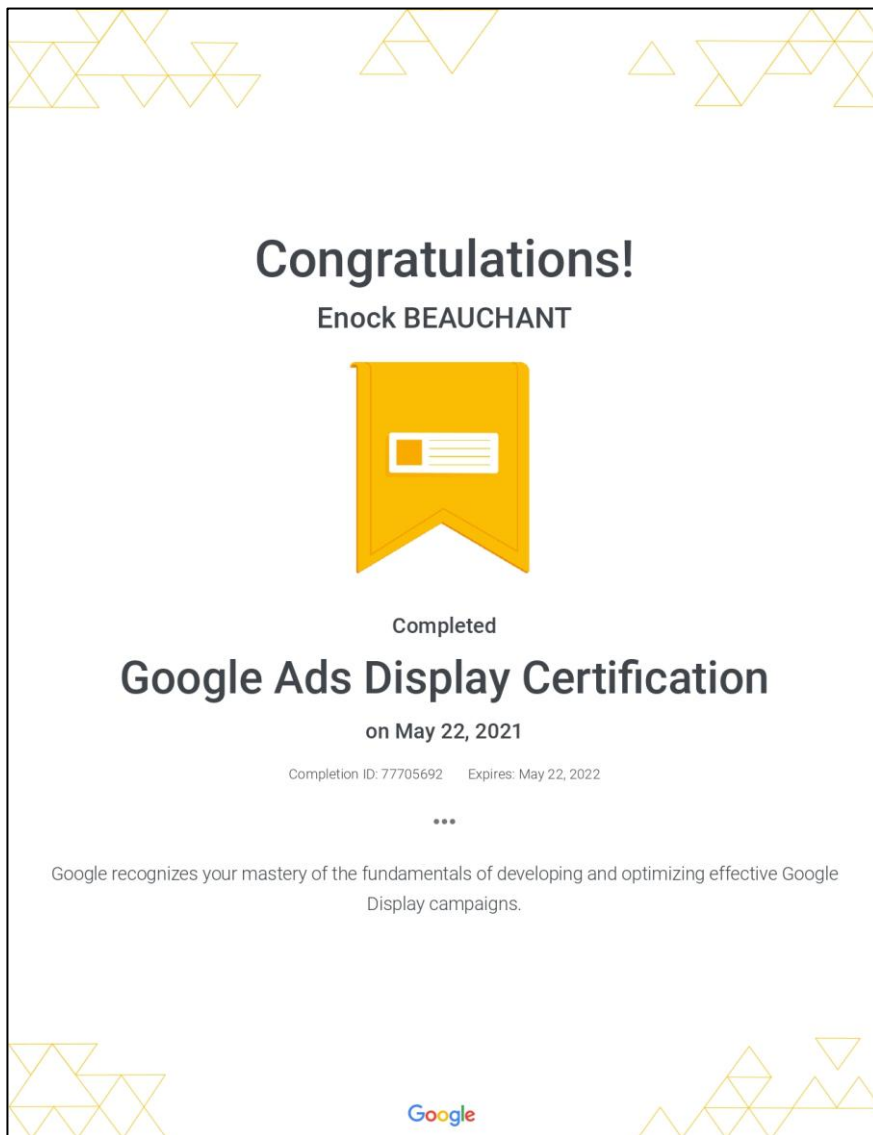 Congratulations!
Enock BEAUCHANT
Completed
Google Ads Display Certification
on May 22, 2021
Completion ID: 77705692 Expires: May 22, 2022
•••
Google recognizes your mastery of the fundamentals of developing and optimizing effective Google
Display campaigns.
Google